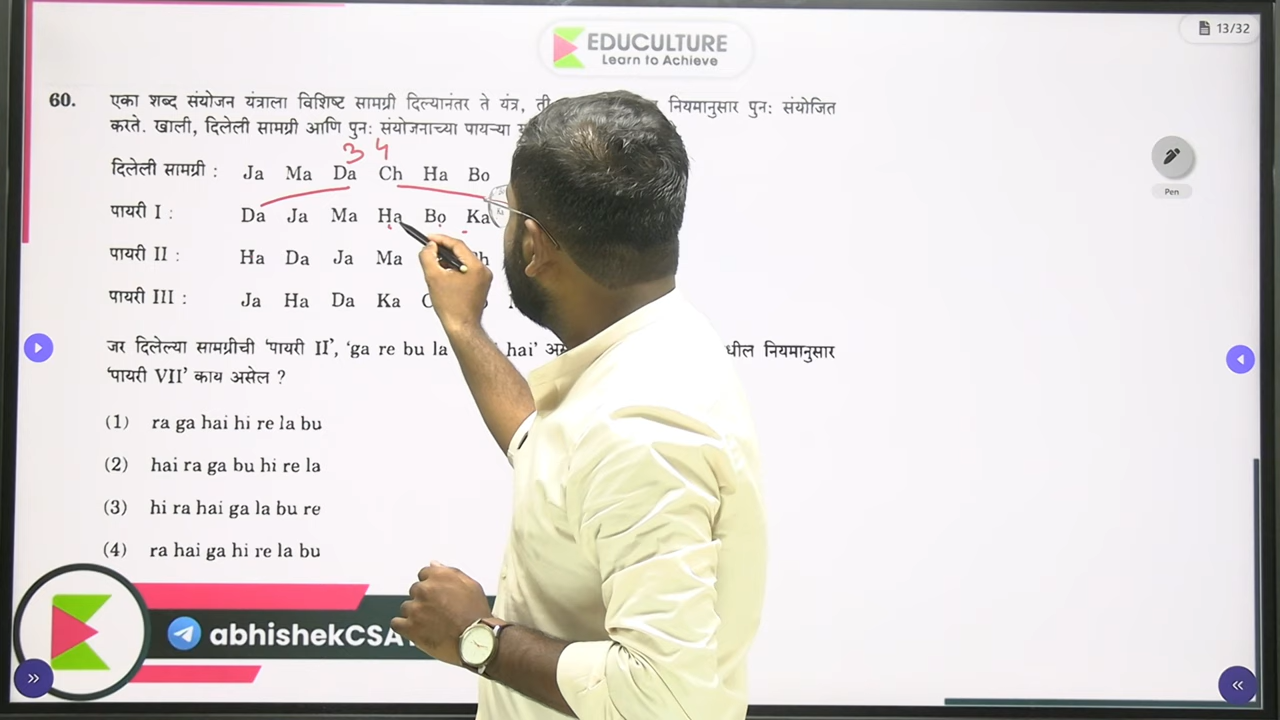 EDUCULTURE
Learn to Achieve
13/32
60. एका शब्द संयोजन यंत्राला विशिष्ट सामग्री दिल्यानंतर ते यंत्र, ती नियमानुसार पुन: संयोजित
करते. खाली, दिलेली सामग्री आणि पुन: संयोजनाच्या पायऱ्या
3 4
दिलेली सामग्री : Ja Ma Da Ch Ha Bo
पायरी I : Da Ja Ma Ha Bo Ka
पायरी II : Ha Da Ja Ma
पायरी III : Ja Ha Da Ka
जर दिलेल्या सामग्रीची 'पायरी II', 'ga re bu la hai' नियमानुसार
'पायरी VII' काय असेल ?
(1) ra ga hai hi re la bu
(2) hai ra ga bu hi re la
(3) hi ra hai ga la bu re
(4) ra hai ga hi re la bu
Pen
abhishekCSA